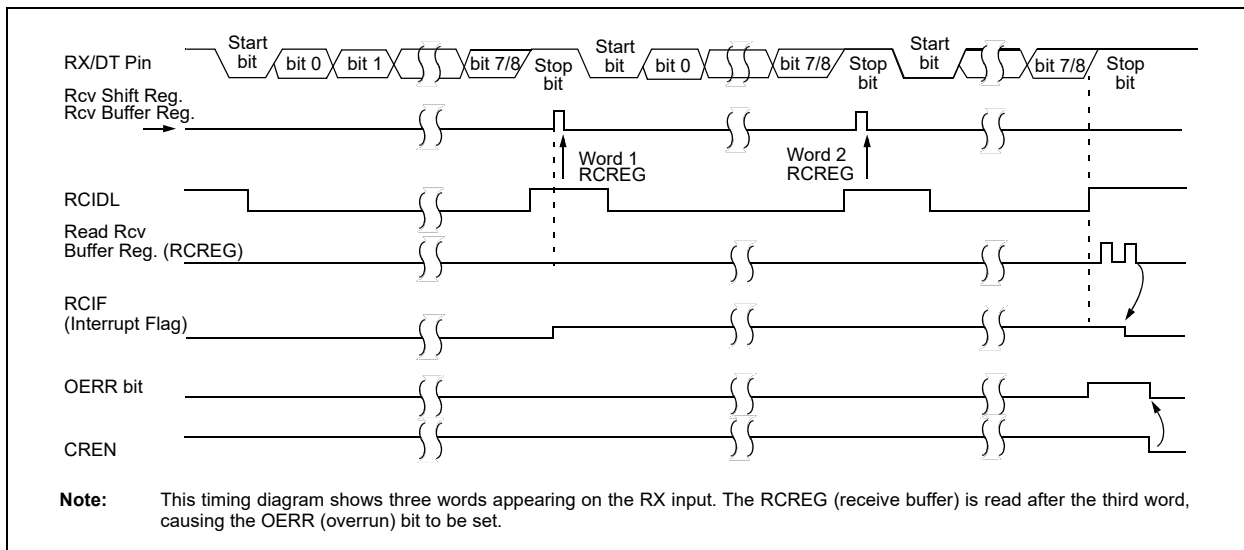 Start bit
bit 0
bit 1
bit 7/8
Stop bit
Start bit
bit 0
bit 7/8
Stop bit
Start bit
bit 7/8
Stop bit
RX/DT Pin
Rcv Shift Reg.
Rcv Buffer Reg.
Word 1
RCREG
Word 2
RCREG
RCIDL
Read Rcv
Buffer Reg. (RCREG)
RCIF
(Interrupt Flag)
OERR bit
CREN
Note: This timing diagram shows three words appearing on the RX input. The RCREG (receive buffer) is read after the third word,
causing the OERR (overrun) bit to be set.